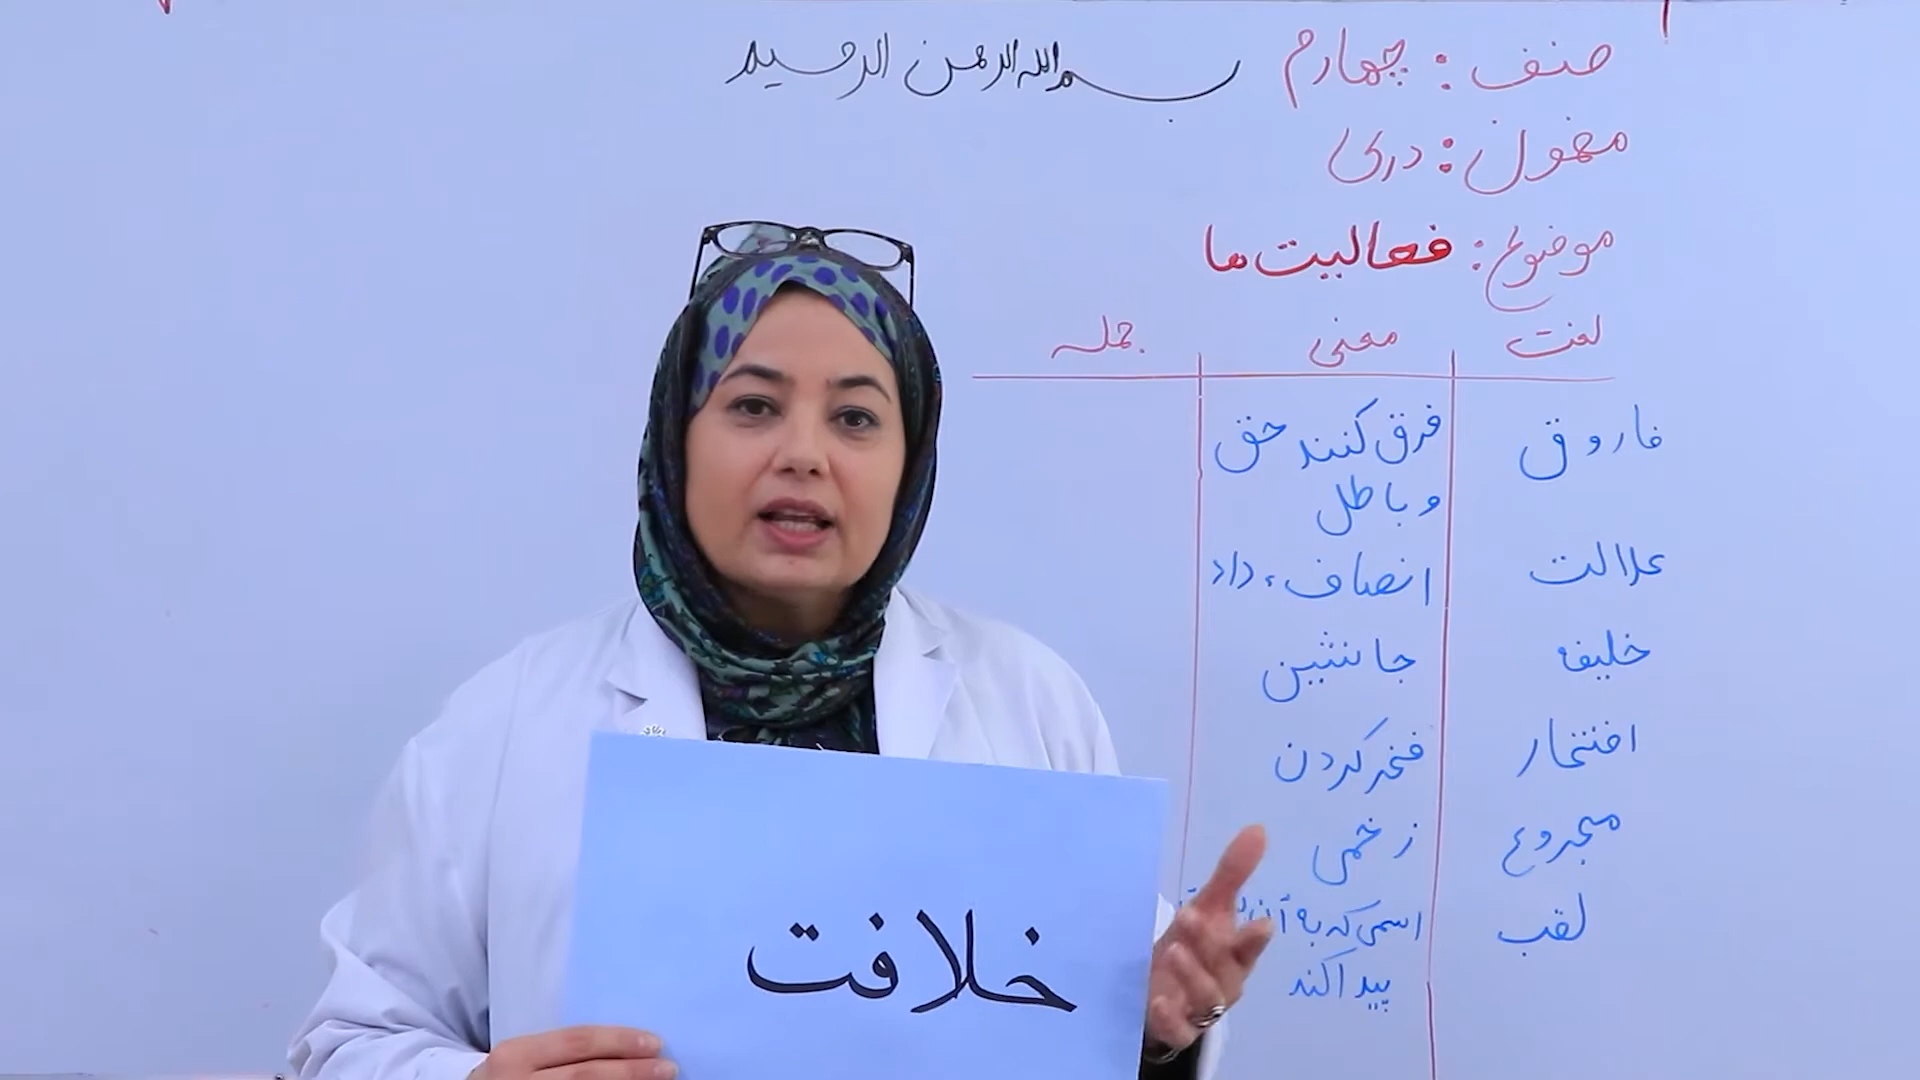 بسم الله الرحمن الرحیم
صنف : چهارم
مضمون : دری
موضوع : فعالیت ها
لغت معنی جمله
فاروق فرق کنند حق
و باطل
عدالت انصاف ، داد
خلیفه جانشین
افتخار فخر کردن
مجروح زخمی
لقب اسمی که به آن
پیدا کند
خلافت